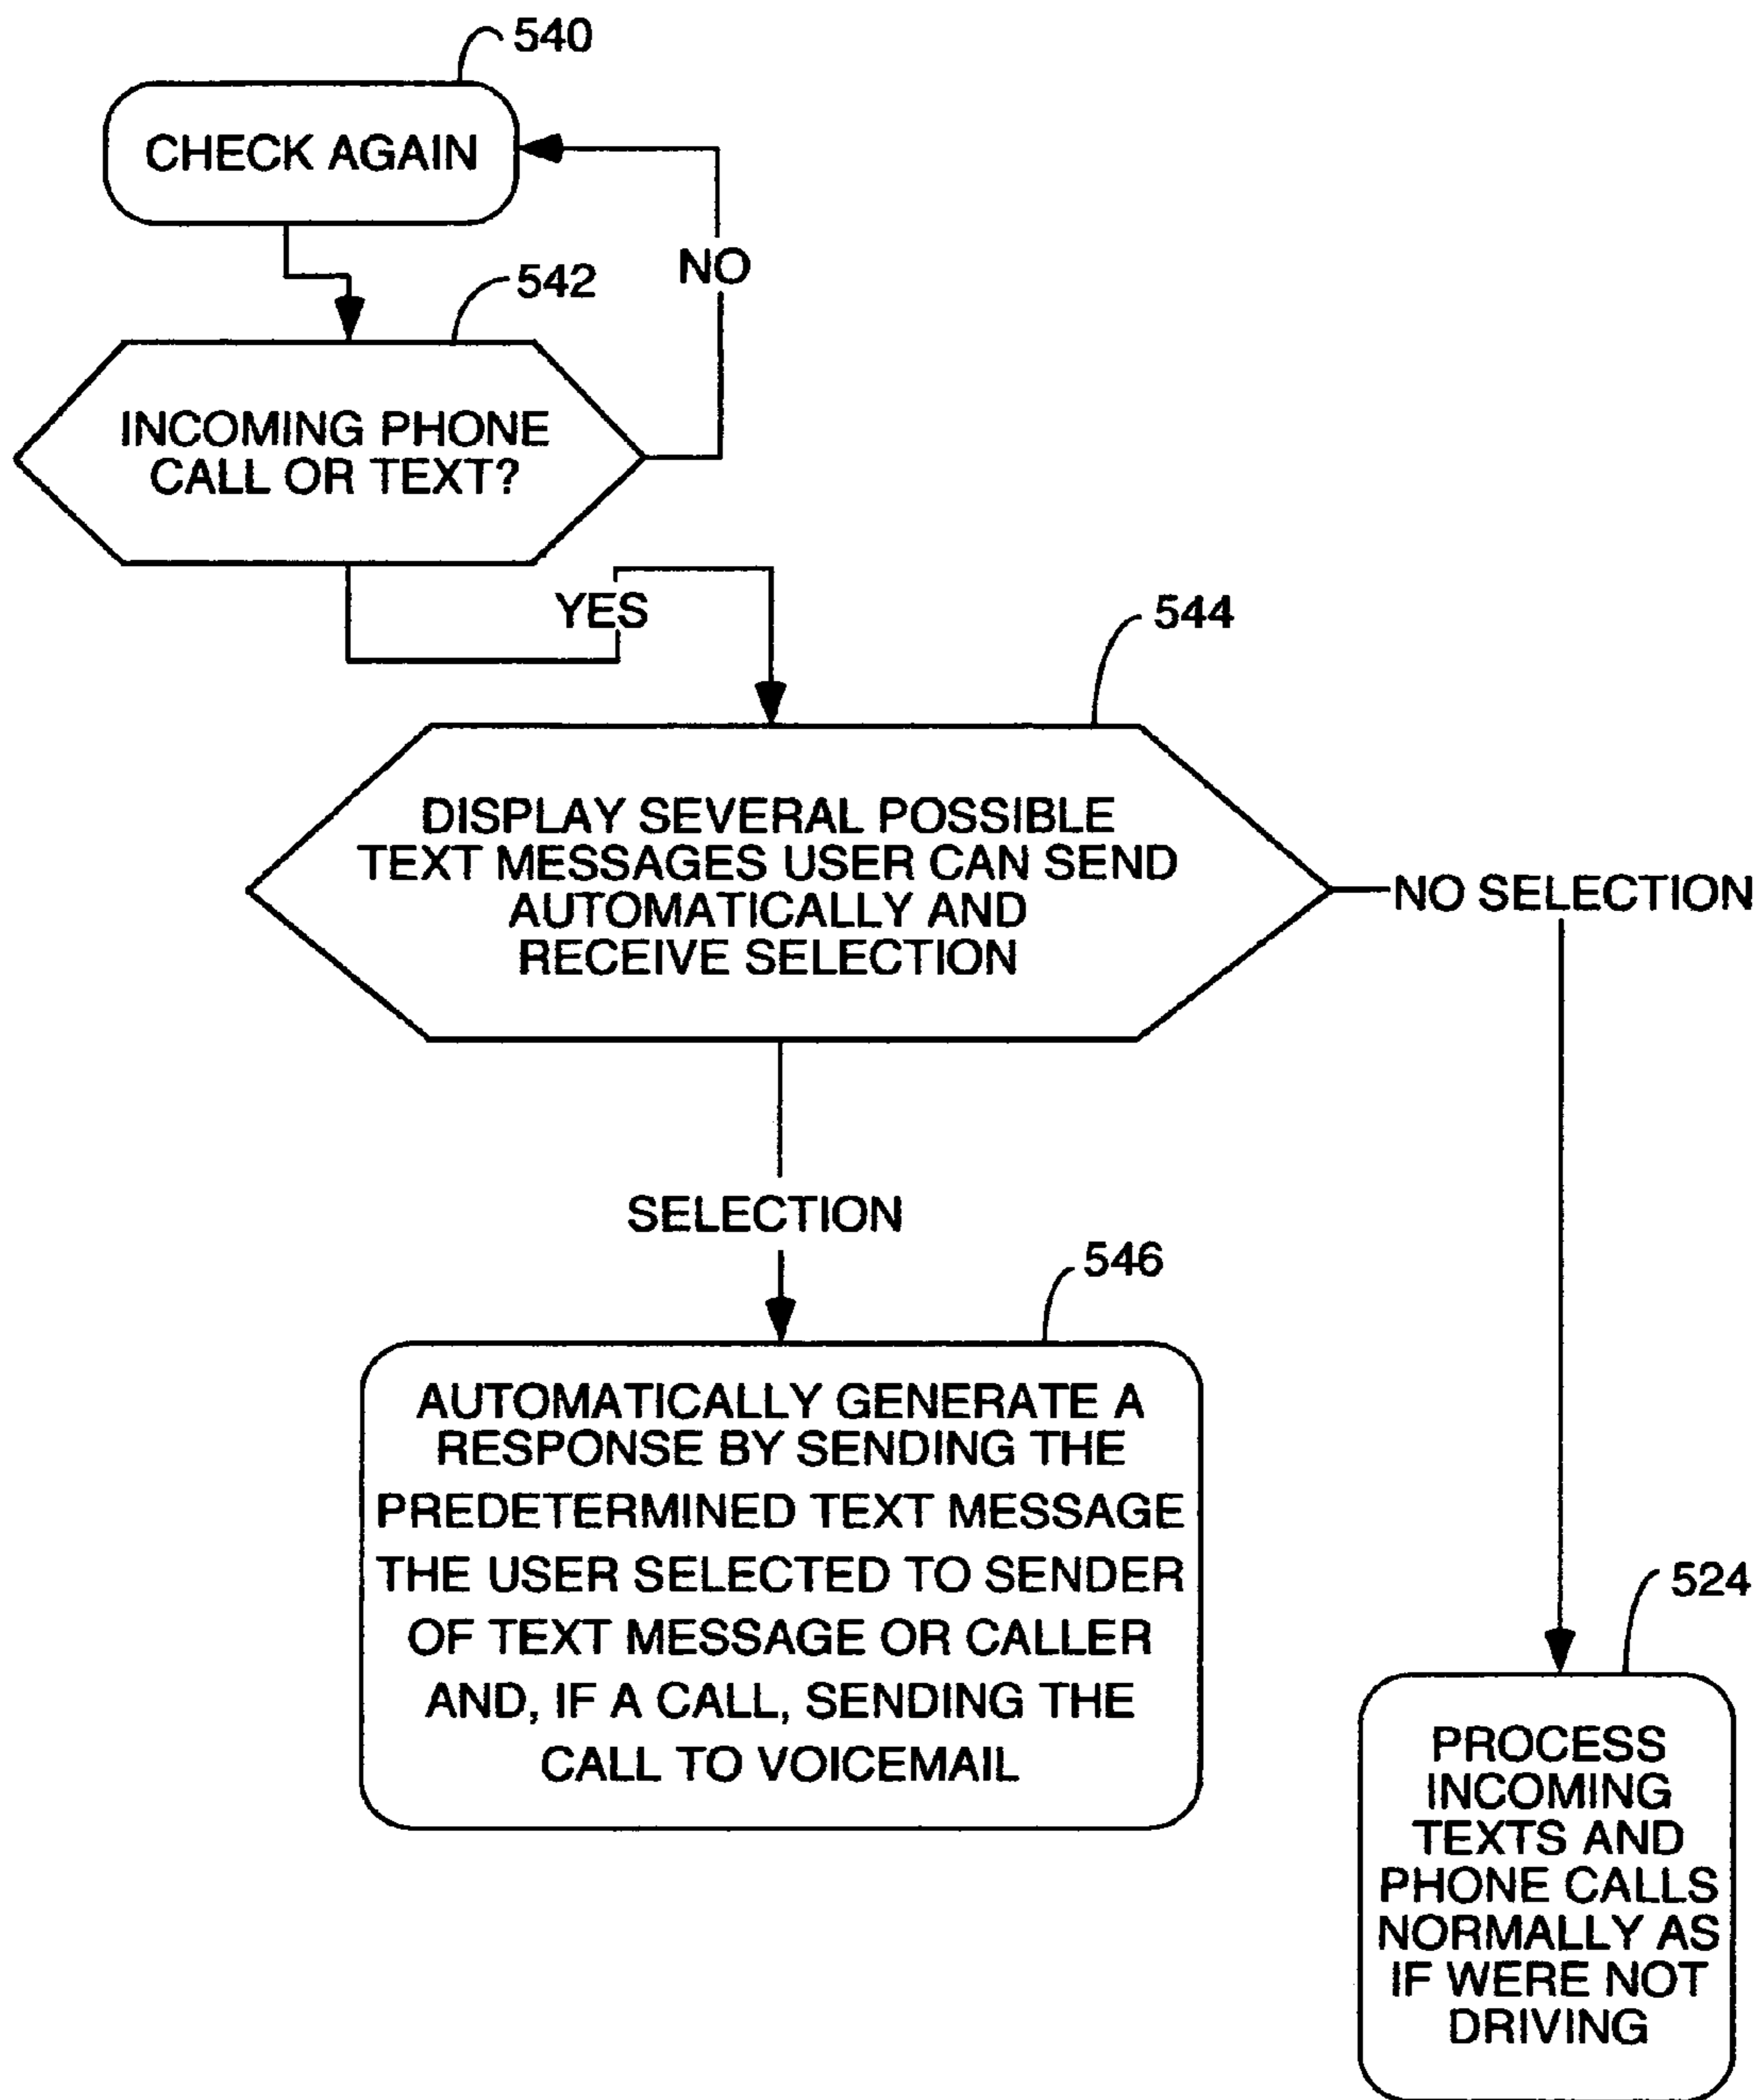 540
CHECK AGAIN
NO
542
INCOMING PHONE
CALL OR TEXT?
YES
544
DISPLAY SEVERAL POSSIBLE
TEXT MESSAGES USER CAN SEND
AUTOMATICALLY AND
RECEIVE SELECTION
NO SELECTION
SELECTION
546
AUTOMATICALLY GENERATE A
RESPONSE BY SENDING THE
PREDETERMINED TEXT MESSAGE
THE USER SELECTED TO SENDER
OF TEXT MESSAGE OR CALLER
AND, IF A CALL, SENDING THE
CALL TO VOICEMAIL
524
PROCESS
INCOMING
TEXTS AND
PHONE CALLS
NORMALLY AS
IF WERE NOT
DRIVING